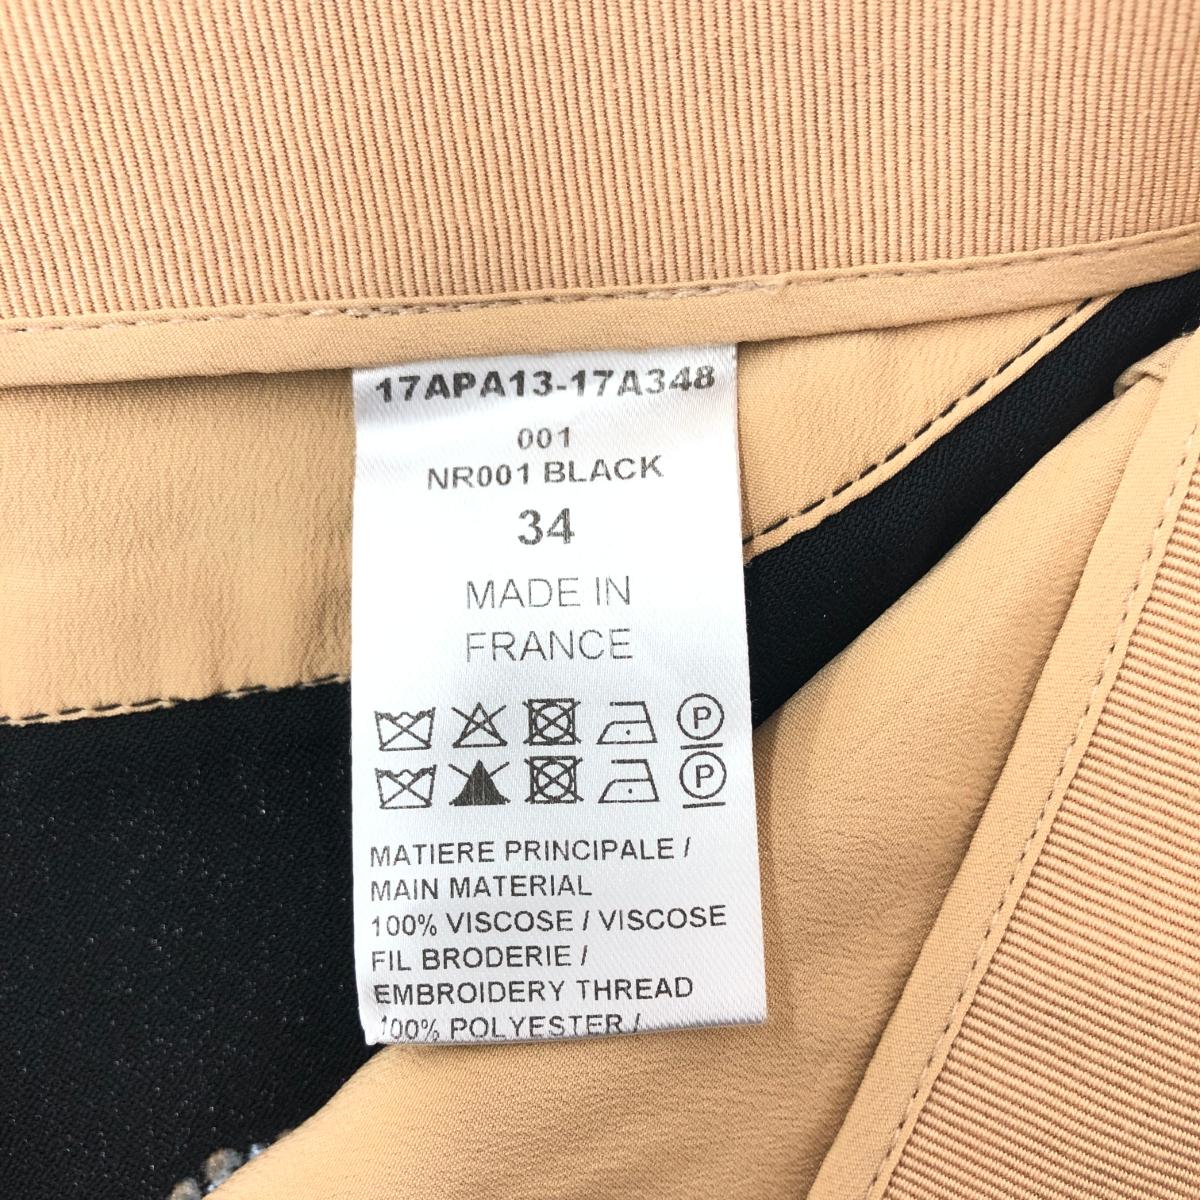 17APA13-17A348
001
NR001 BLACK
34
MADE IN
FRANCE
P
P
MATIERE PRINCIPALE /
MAIN MATERIAL
100% VISCOSE / VISCOSE
FIL BRODERIE /
EMBROIDERY THREAD
100% POLYESTER /